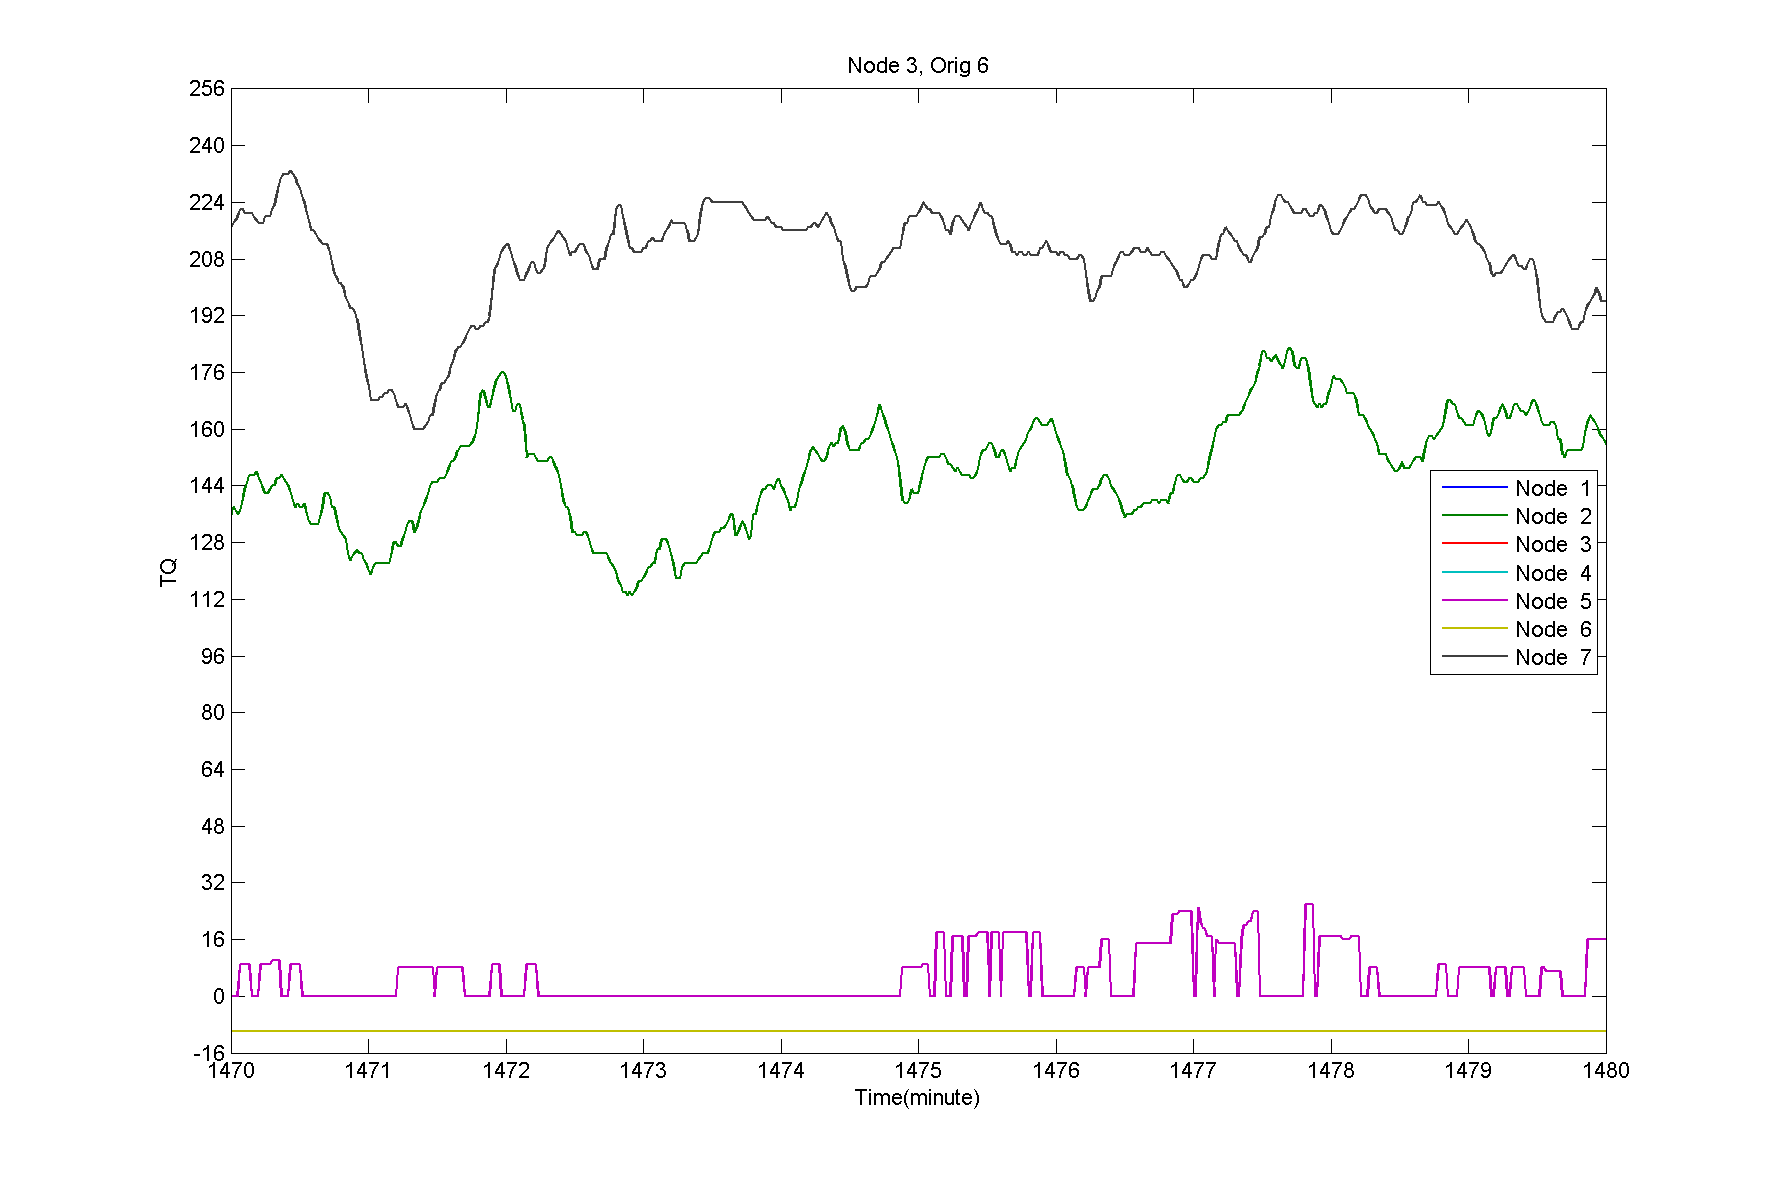 Node 3, Orig 6
256
240
224
208
192
176
160
144
128
112
96
80
64
48
32
16
0
-16
TQ
Node 1
Node 2
Node 3
Node 4
Node 5
Node 6
Node 7
1470 1471 1472 1473 1474 1475 1476 1477 1478 1479 1480
Time(minute)